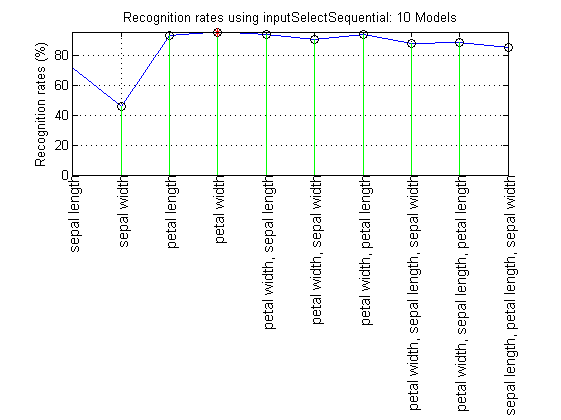 Recognition rates using inputSelectSequential: 10 Models
Recognition rates (%)
80
60
40
20
0
sepal length
sepal width
petal length
petal width
petal width, sepal length
petal width, sepal width
petal width, petal length
petal width, sepal length, sepal width
petal width, sepal length, petal length
petal width, sepal length, petal length, sepal width